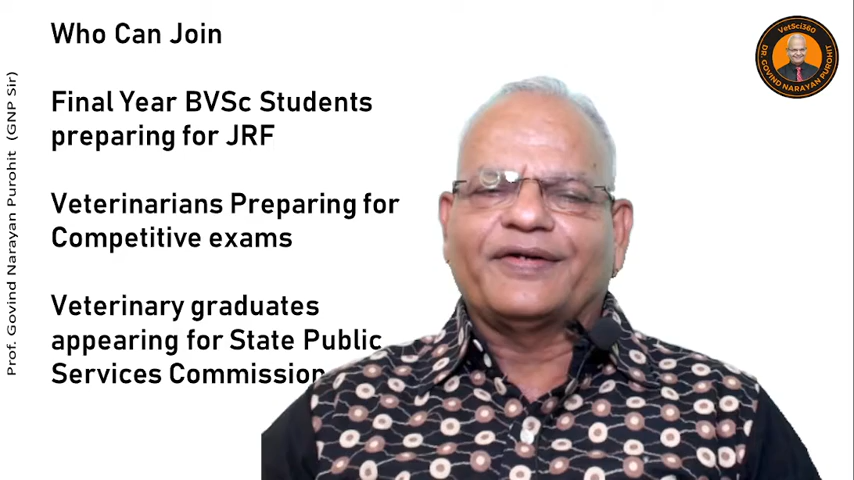 Who Can Join
Final Year BVSc Students
preparing for JRF
Veterinarians Preparing for
Competitive exams
Veterinary graduates
appearing for State Public
Services Commission
Prof. Govind Narayan Purohit (GNP Sir)
VetSci360
DR. GOVIND NARAYAN PUROHIT